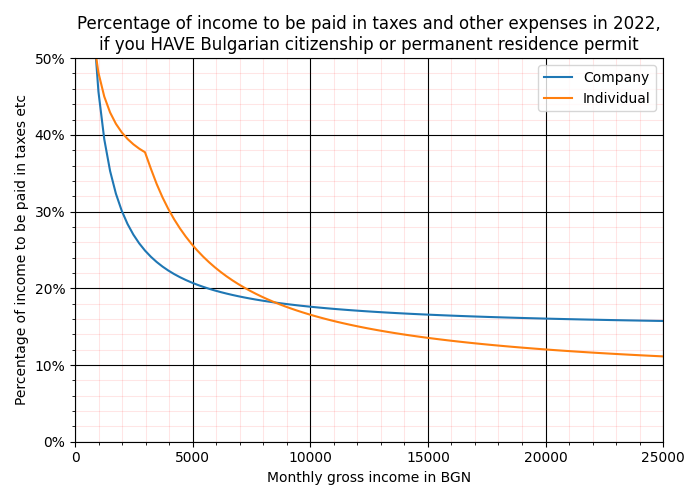 Percentage of income to be paid in taxes and other expenses in 2022,
if you HAVE Bulgarian citizenship or permanent residence permit
Percentage of income to be paid in taxes etc
50%
40%
30%
20%
10%
0%
Company
Individual
0
5000
10000
15000
20000
25000
Monthly gross income in BGN